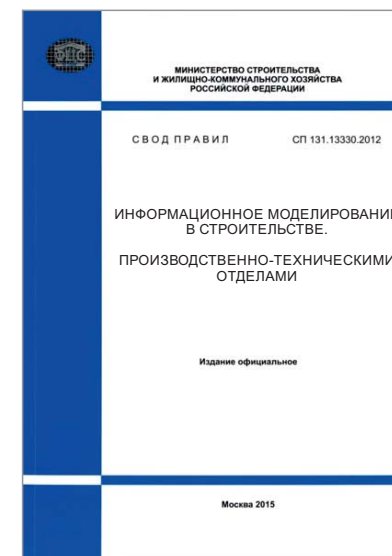 МИНИСТЕРСТВО СТРОИТЕЛЬСТВА
И ЖИЛИЩНО-КОММУНАЛЬНОГО ХОЗЯЙСТВА
РОССИЙСКОЙ ФЕДЕРАЦИИ
СВОД ПРАВИЛ СП 131.13330.2012
ИНФОРМАЦИОННОЕ МОДЕЛИРОВАНИ
В СТРОИТЕЛЬСТВЕ.
ПРОИЗВОДСТВЕННО-ТЕХНИЧЕСКИМИ
ОТДЕЛАМИ
Издание официальное
Москва 2015